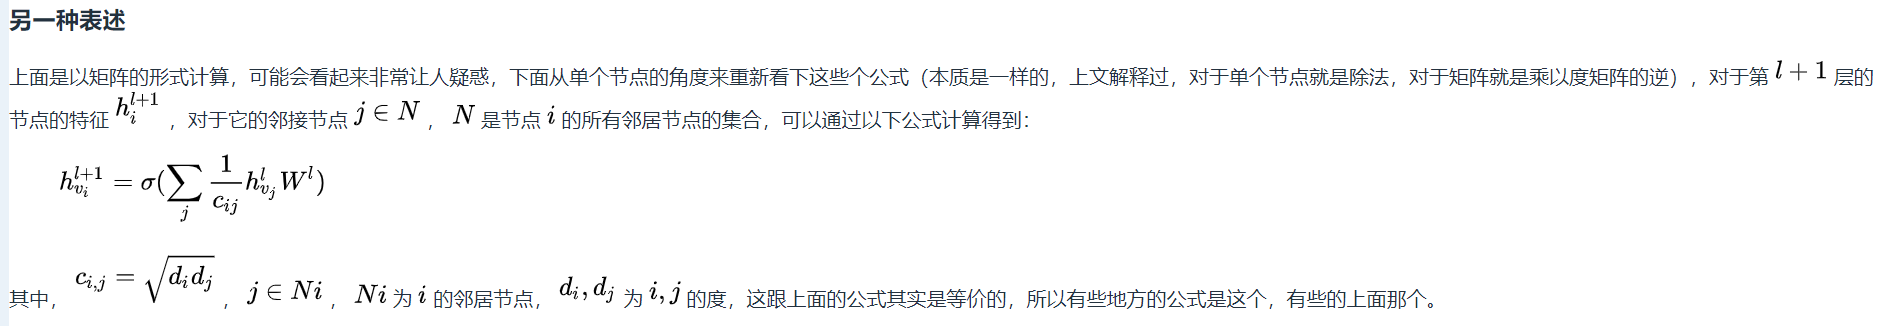 另一种表述
上面是以矩阵的形式计算，可能会看起来非常让人疑惑，下面从单个节点的角度来重新看下这些个公式（本质是一样的，上文解释过，对于单个节点就是除法，对于矩阵就是乘以度矩阵的逆），对于第 $l+1$ 层的
节点的特征 $h_i^{l+1}$ ，对于它的邻接节点 $j \in N$ ， $N$ 是节点 $i$ 的所有邻居节点的集合，可以通过以下公式计算得到：
$h_{v_i}^{l+1} = \sigma(\sum_j \frac{1}{c_{ij}} h_{v_j}^l W^l)$
其中， $c_{i,j} = \sqrt{d_i d_j}$ ， $j \in Ni$ ， $Ni$ 为 $i$ 的邻居节点， $d_i, d_j$ 为 $i, j$ 的度，这跟上面的公式其实是等价的，所以有些地方的公式是这个，有些的上面那个。